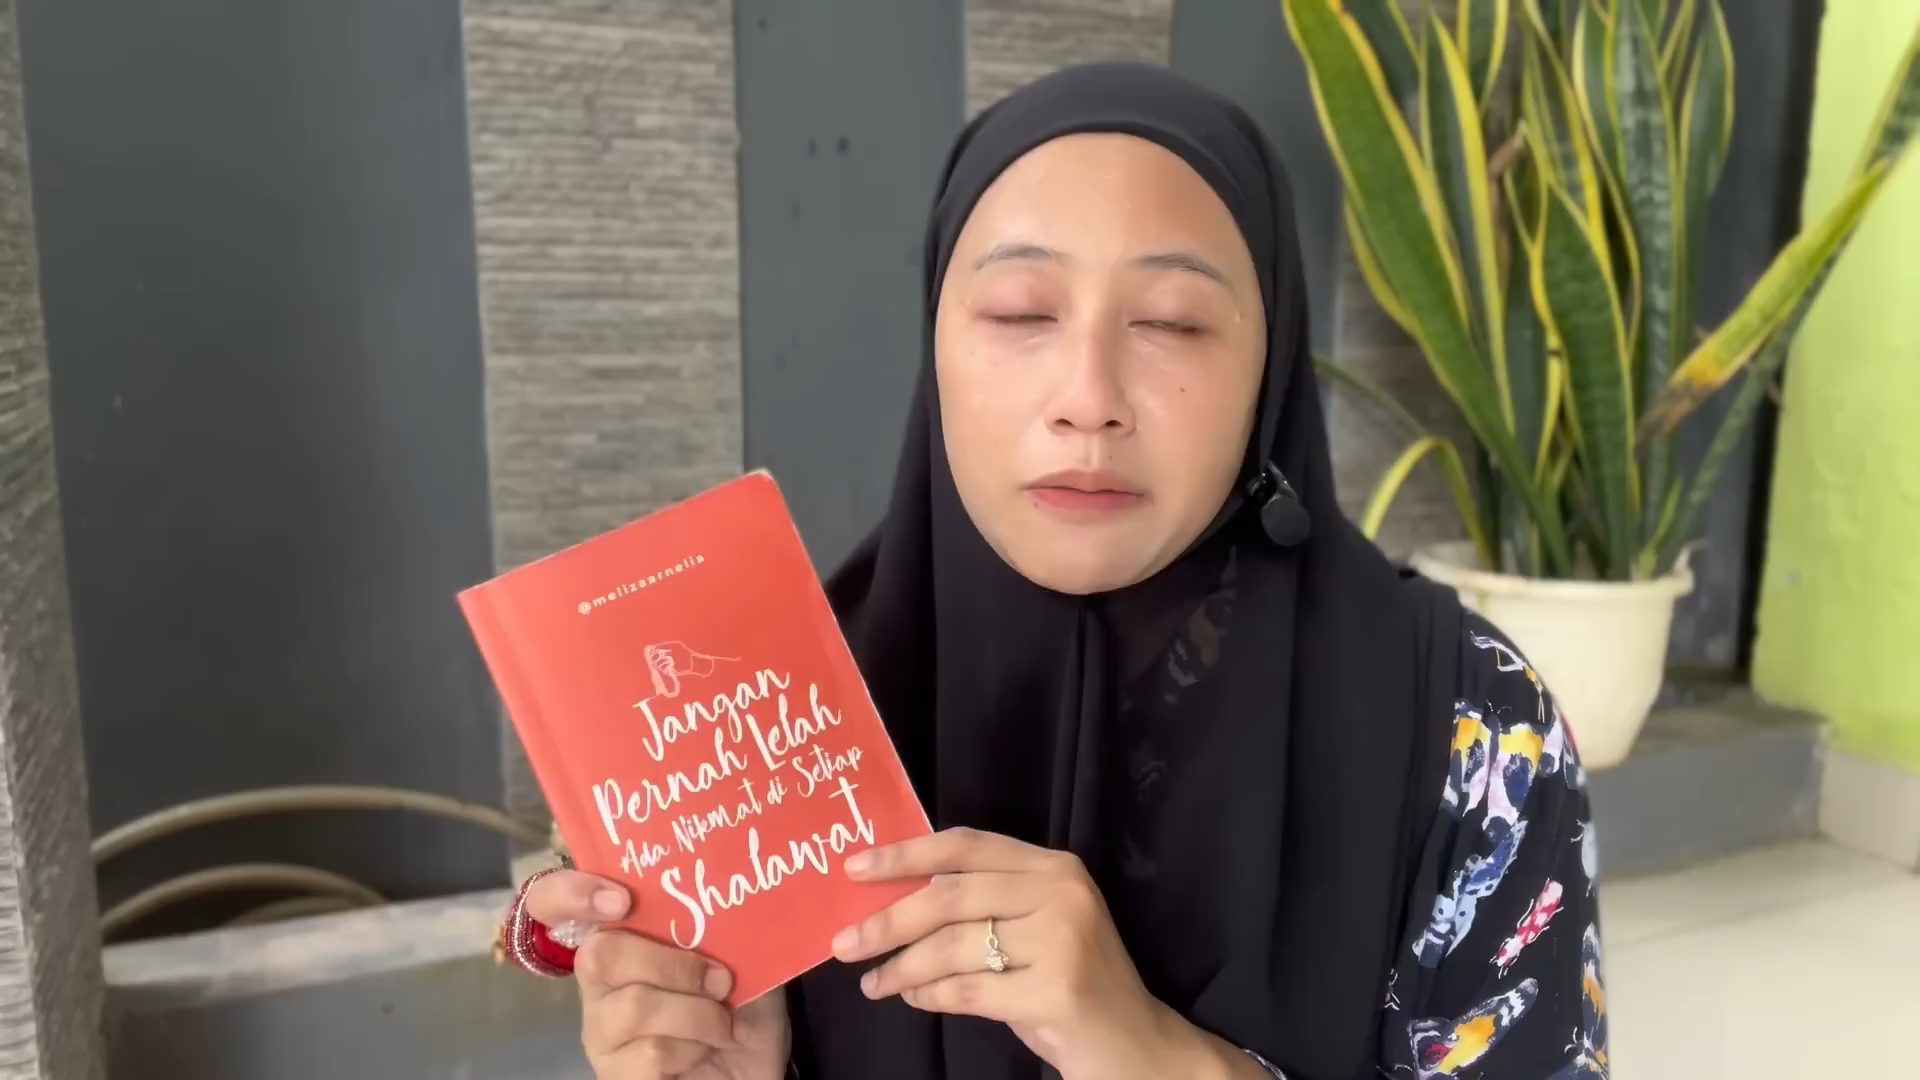 @melizaarnelia
Jangan
Pernah Lelah
Ada Nikmat di Setiap
Shalawat